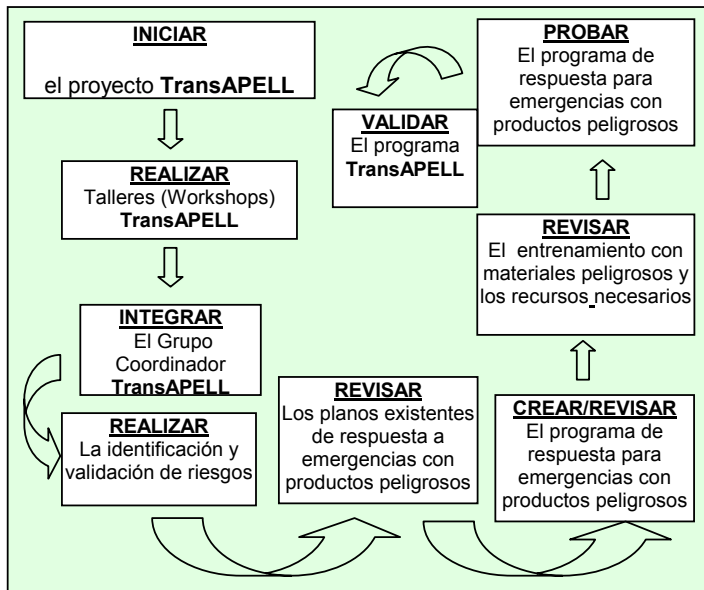 INICIAR
el proyecto TransAPELL
REALIZAR
Talleres (Workshops)
TransAPELL
INTEGRAR
El Grupo
Coordinador
TransAPELL
REALIZAR
La identificación y
validación de riesgos
REVISAR
Los planos existentes
de respuesta a
emergencias con
productos peligrosos
CREAR/REVISAR
El programa de
respuesta para
emergencias con
productos peligrosos
REVISAR
El entrenamiento con
materiales peligrosos y
los recursos necesarios
PROBAR
El programa de
respuesta para
emergencias con
productos peligrosos
VALIDAR
El programa
TransAPELL